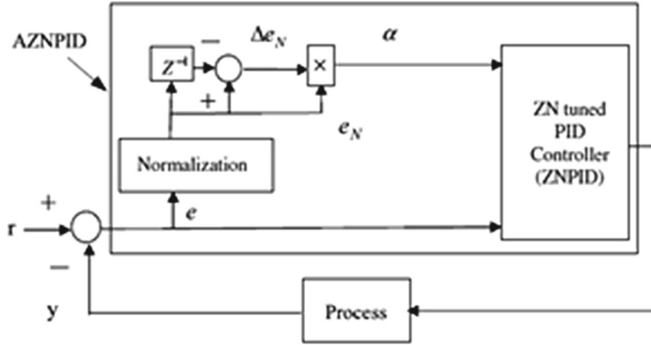 AZNPID
−
Δe_N
α
Z⁻¹
×
+
e_N
Normalization
ZN tuned
PID
Controller
(ZNPID)
+
e
r
−
y
Process